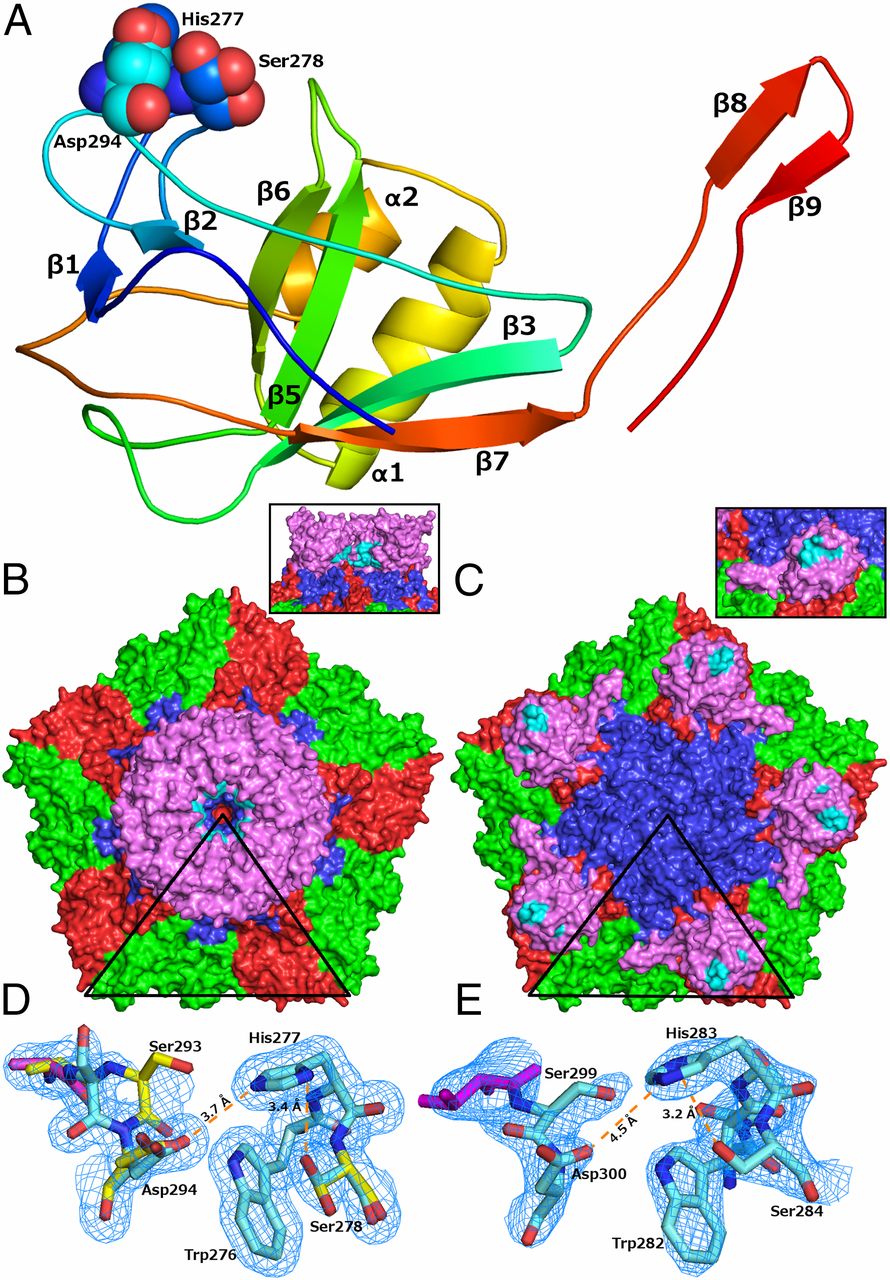 A
His277
Ser278
Asp294
β8
β9
β6
α2
β2
β1
β3
β5
β7
α1
B
C
D
E
Ser293
His277
3.7 Å
3.4 Å
Asp294
Ser278
Trp276
Ser299
His283
4.5 Å
3.2 Å
Asp300
Ser284
Trp282